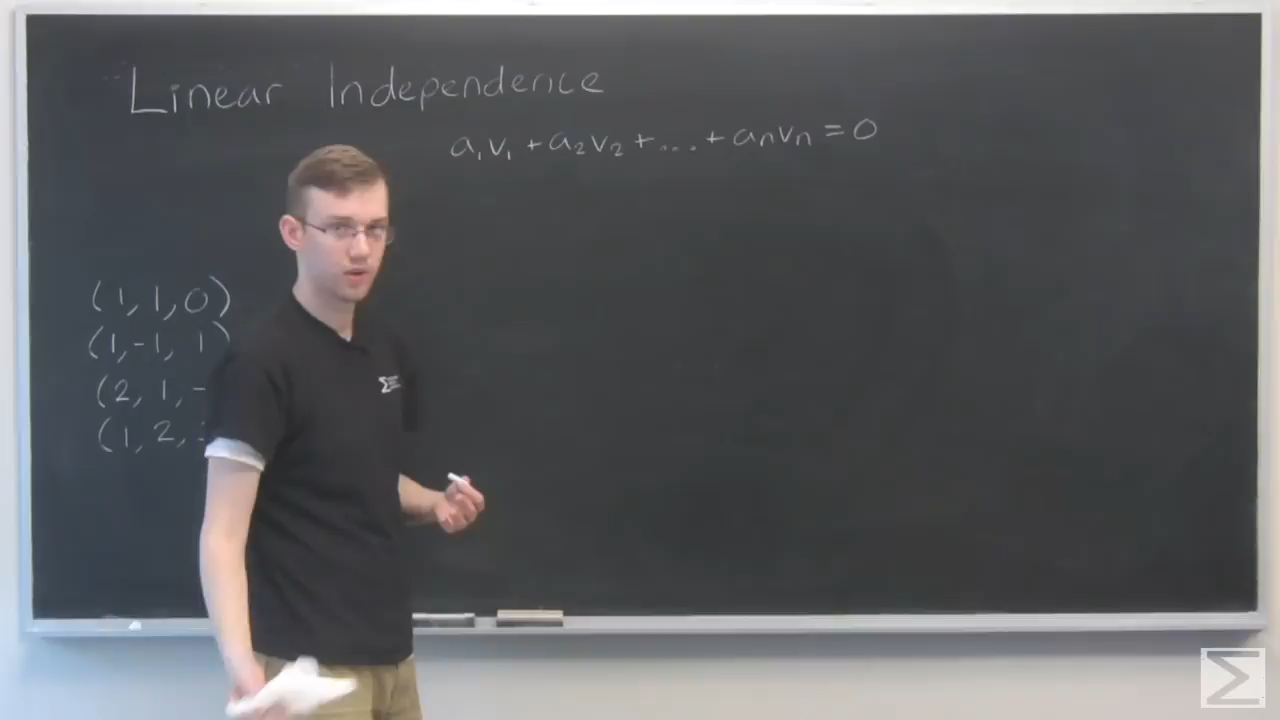 Linear Independence
a₁v₁ + a₂v₂ + ... + aₙvₙ = 0
(1, 1, 0)
(1, -1, 1)
(2, 1, -
(1, 2,
Σ
Σ